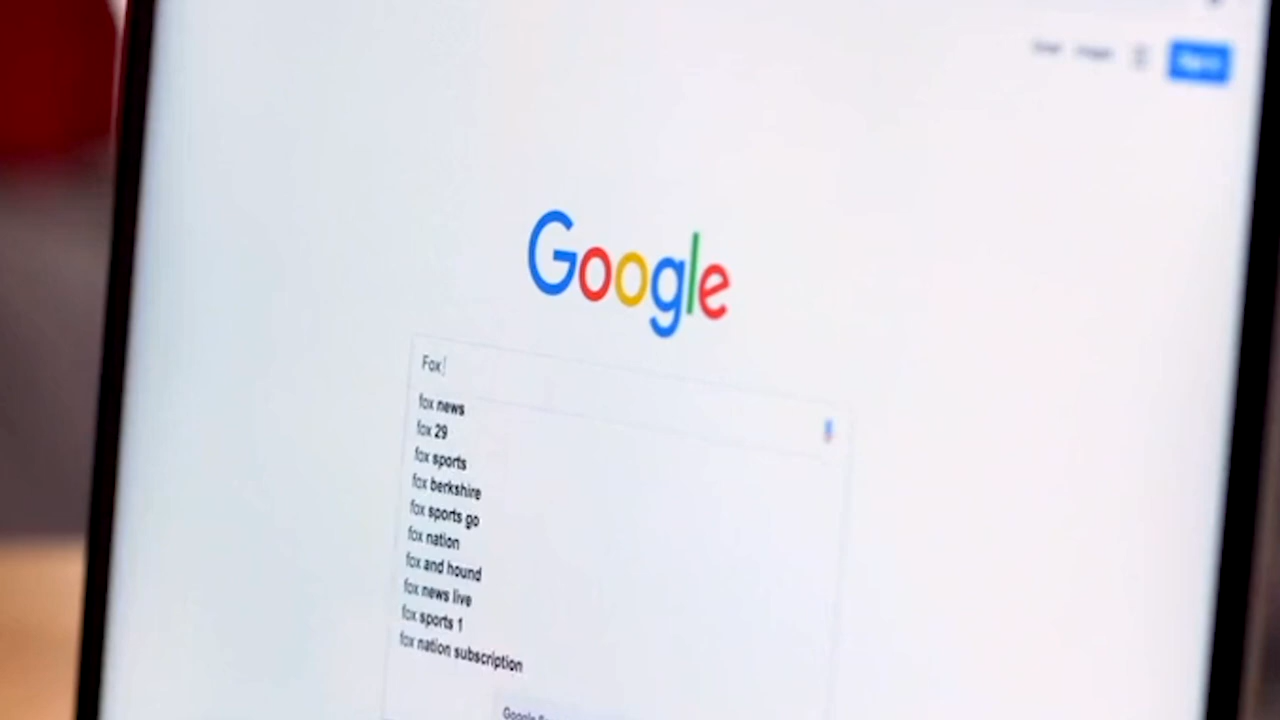 Google
Fox
fox news
fox 29
fox sports
fox berkshire
fox sports go
fox nation
fox and hound
fox news live
fox sports 1
fox nation subscription
Google